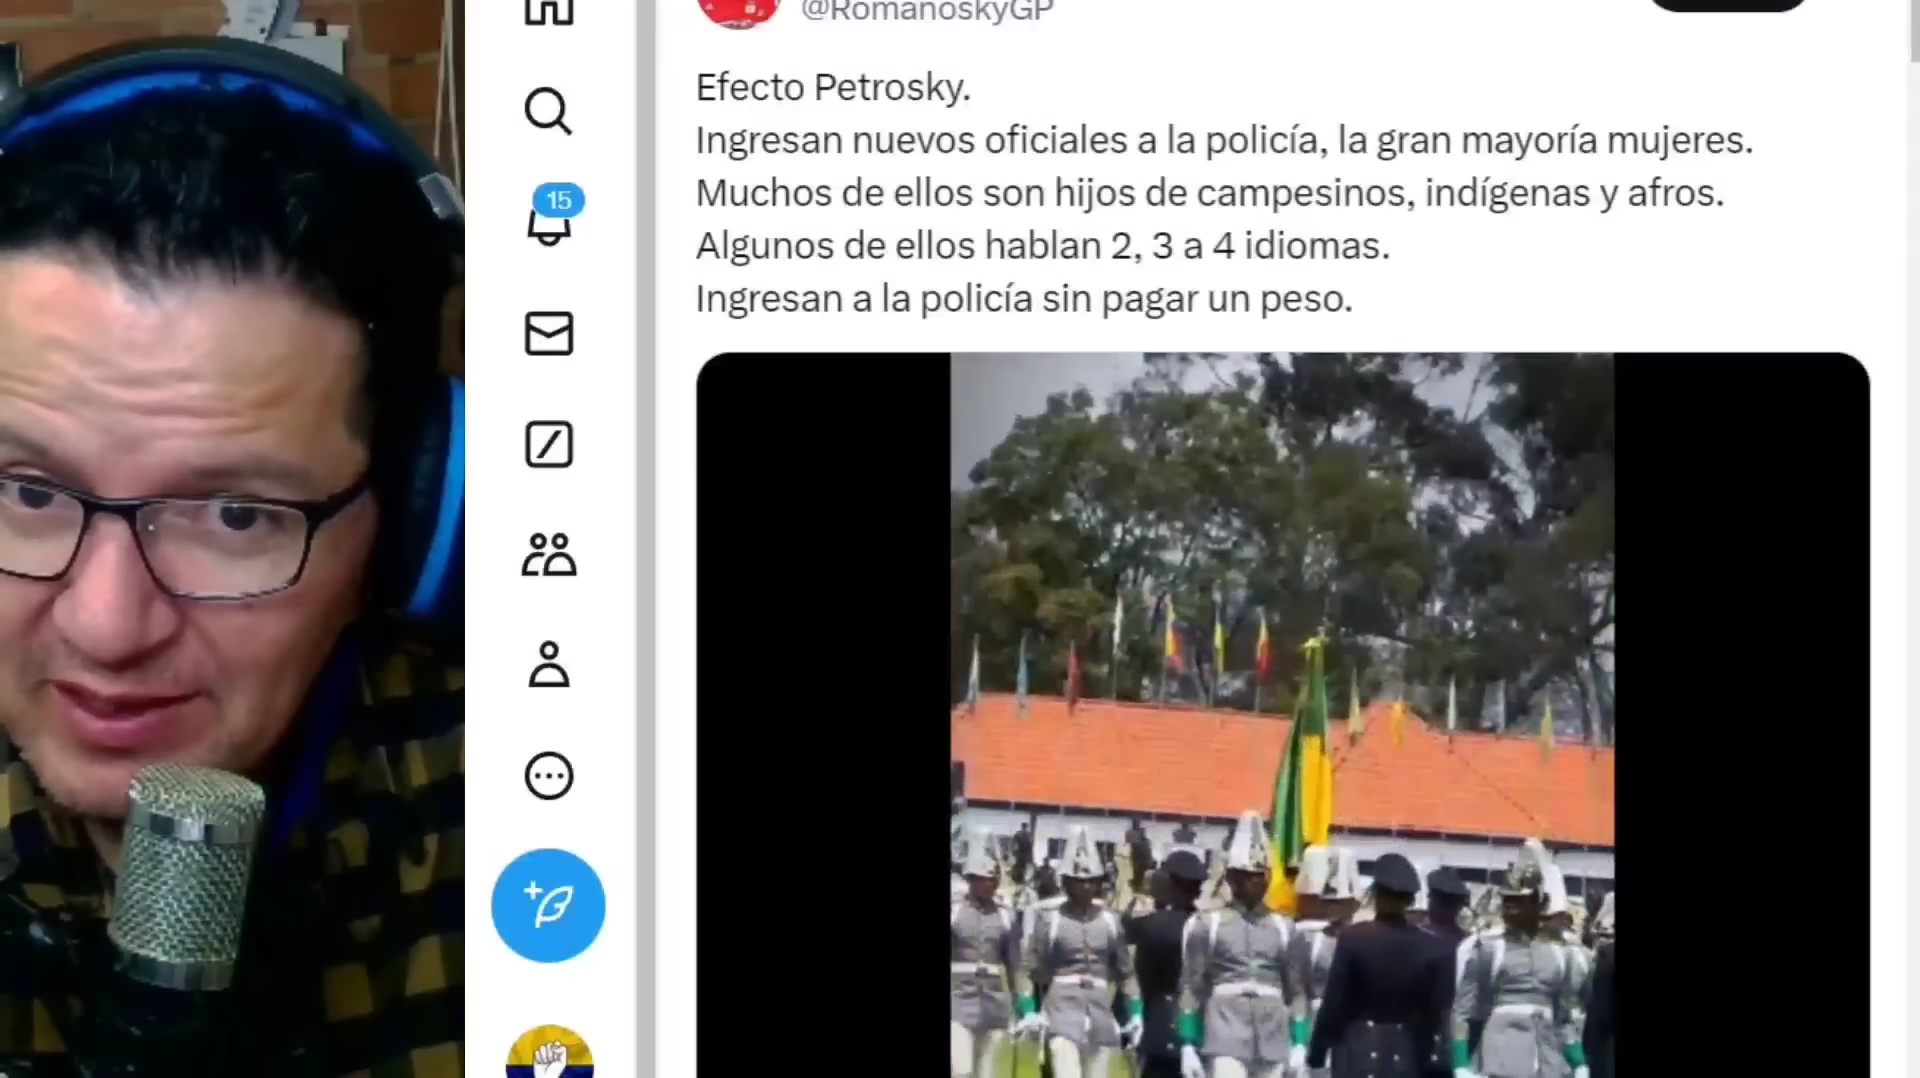 @RomanoskyGP
Efecto Petrosky.
Ingresan nuevos oficiales a la policía, la gran mayoría mujeres.
Muchos de ellos son hijos de campesinos, indígenas y afros.
Algunos de ellos hablan 2, 3 a 4 idiomas.
Ingresan a la policía sin pagar un peso.
15